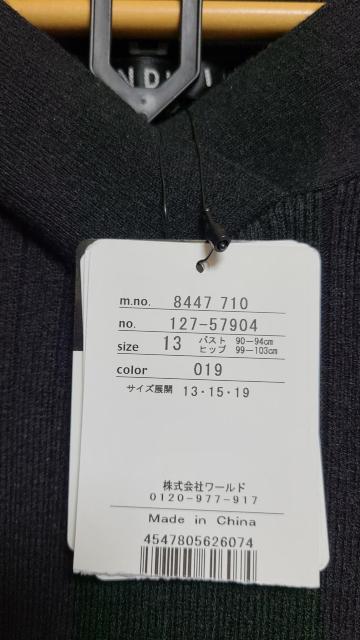 m.no. 8447 710
no. 127-57904
size 13 バスト 90-94cm
ヒップ 99-103cm
color 019
サイズ展開 13・15・19
株式会社ワールド
0120-977-917
Made in China
4547805626074